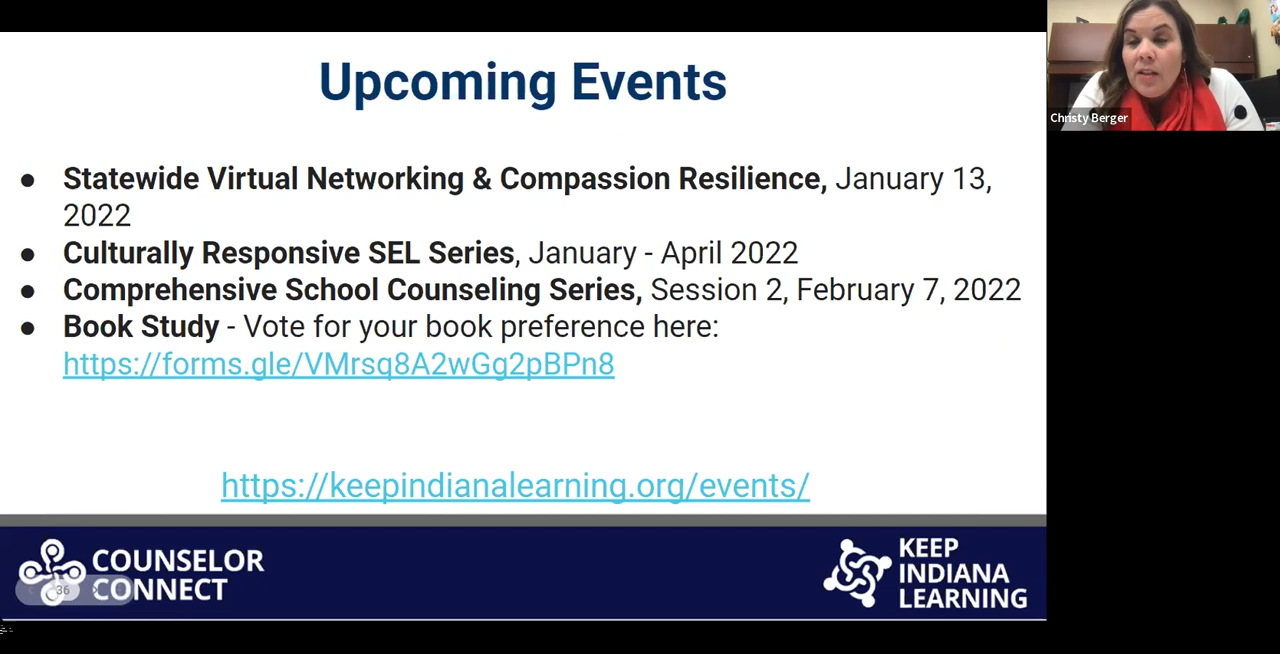 Upcoming Events
● Statewide Virtual Networking & Compassion Resilience, January 13,
2022
● Culturally Responsive SEL Series, January - April 2022
● Comprehensive School Counseling Series, Session 2, February 7, 2022
● Book Study - Vote for your book preference here:
https://forms.gle/VMrsq8A2wGg2pBPn8
https://keepindianalearning.org/events/
COUNSELOR
CONNECT
36
KEEP
INDIANA
LEARNING
Christy Berger